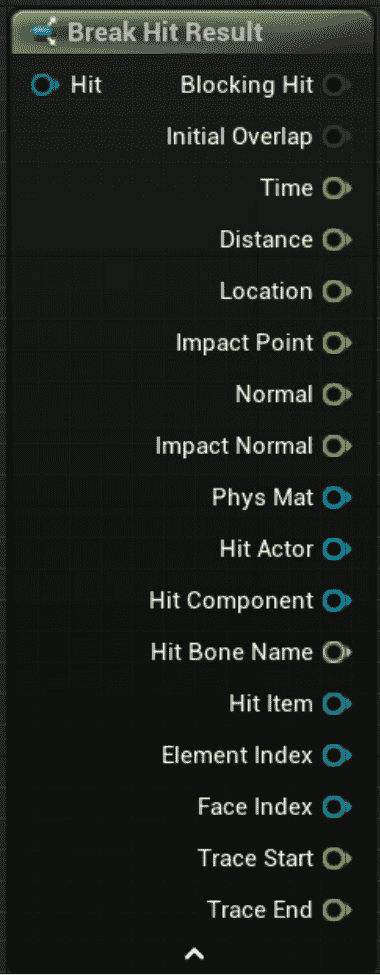 Break Hit Result
Hit Blocking Hit
Initial Overlap
Time
Distance
Location
Impact Point
Normal
Impact Normal
Phys Mat
Hit Actor
Hit Component
Hit Bone Name
Hit Item
Element Index
Face Index
Trace Start
Trace End